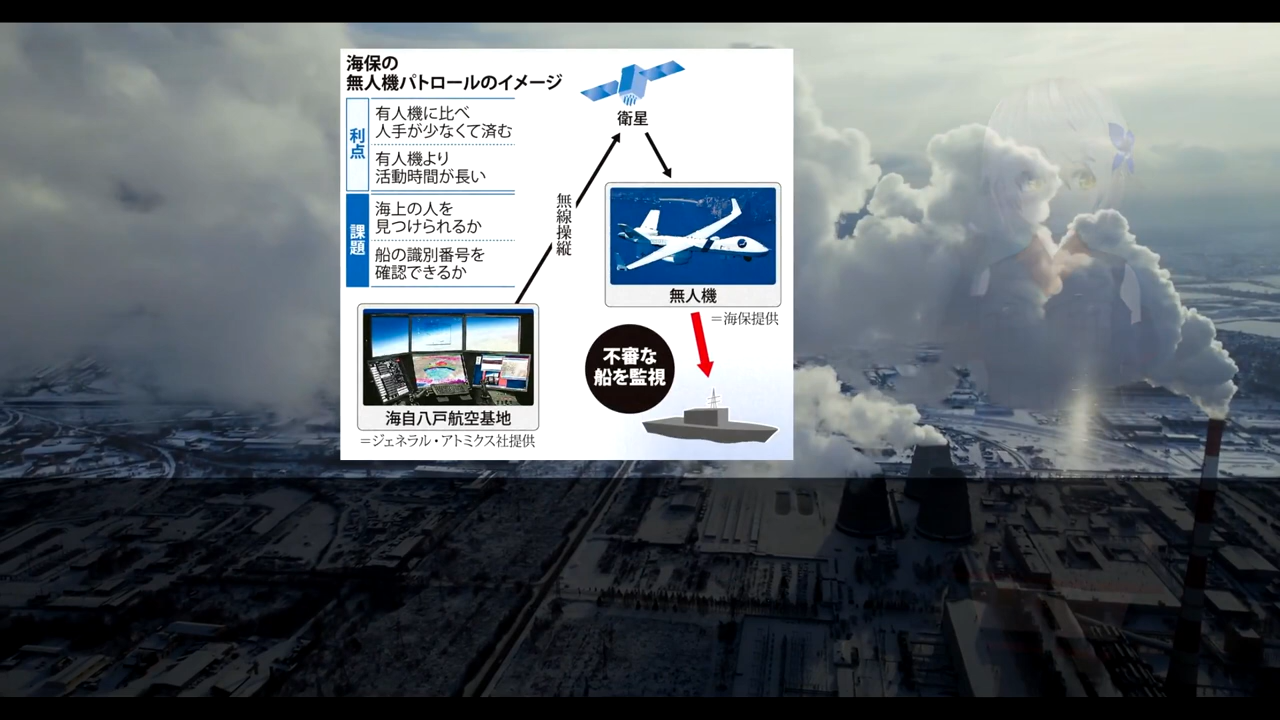 海保の
無人機パトロールのイメージ
利点
有人機に比べ
人手が少なくて済む
有人機より
活動時間が長い
課題
海上の人を
見つけられるか
船の識別番号を
確認できるか
衛星
無線操縦
無人機
＝海保提供
不審な
船を監視
海自八戸航空基地
＝ジェネラル・アトミクス社提供